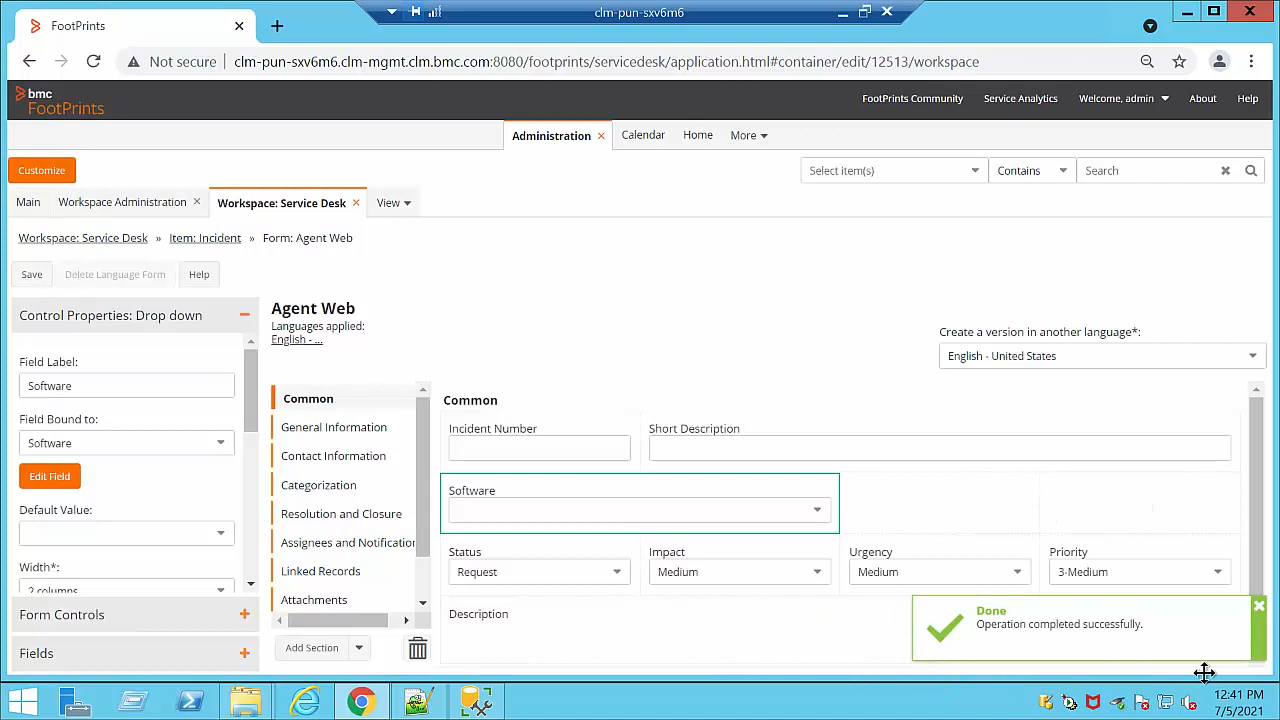 clm-pun-sxv6m6
FootPrints
Not secure
clm-pun-sxv6m6.clm-mgmt.clm.bmc.com:8080/footprints/servicedesk/application.html#container/edit/12513/workspace
bmc
FootPrints
FootPrints Community
Service Analytics
Welcome, admin
About
Help
Administration
Calendar
Home
More
Customize
Select item(s)
Contains
Search
Main
Workspace Administration
Workspace: Service Desk
View
Workspace: Service Desk » Item: Incident » Form: Agent Web
Save
Delete Language Form
Help
Control Properties: Drop down
Field Label:
Software
Field Bound to:
Software
Edit Field
Default Value:
Width*:
2 columns
Form Controls
Fields
Agent Web
Languages applied:
English - ...
Create a version in another language*:
English - United States
Common
General Information
Contact Information
Categorization
Resolution and Closure
Assignees and Notification
Linked Records
Attachments
Add Section
Common
Incident Number
Short Description
Software
Status
Impact
Urgency
Priority
Request
Medium
Medium
3-Medium
Description
Done
Operation completed successfully.
12:41 PM
7/5/2021